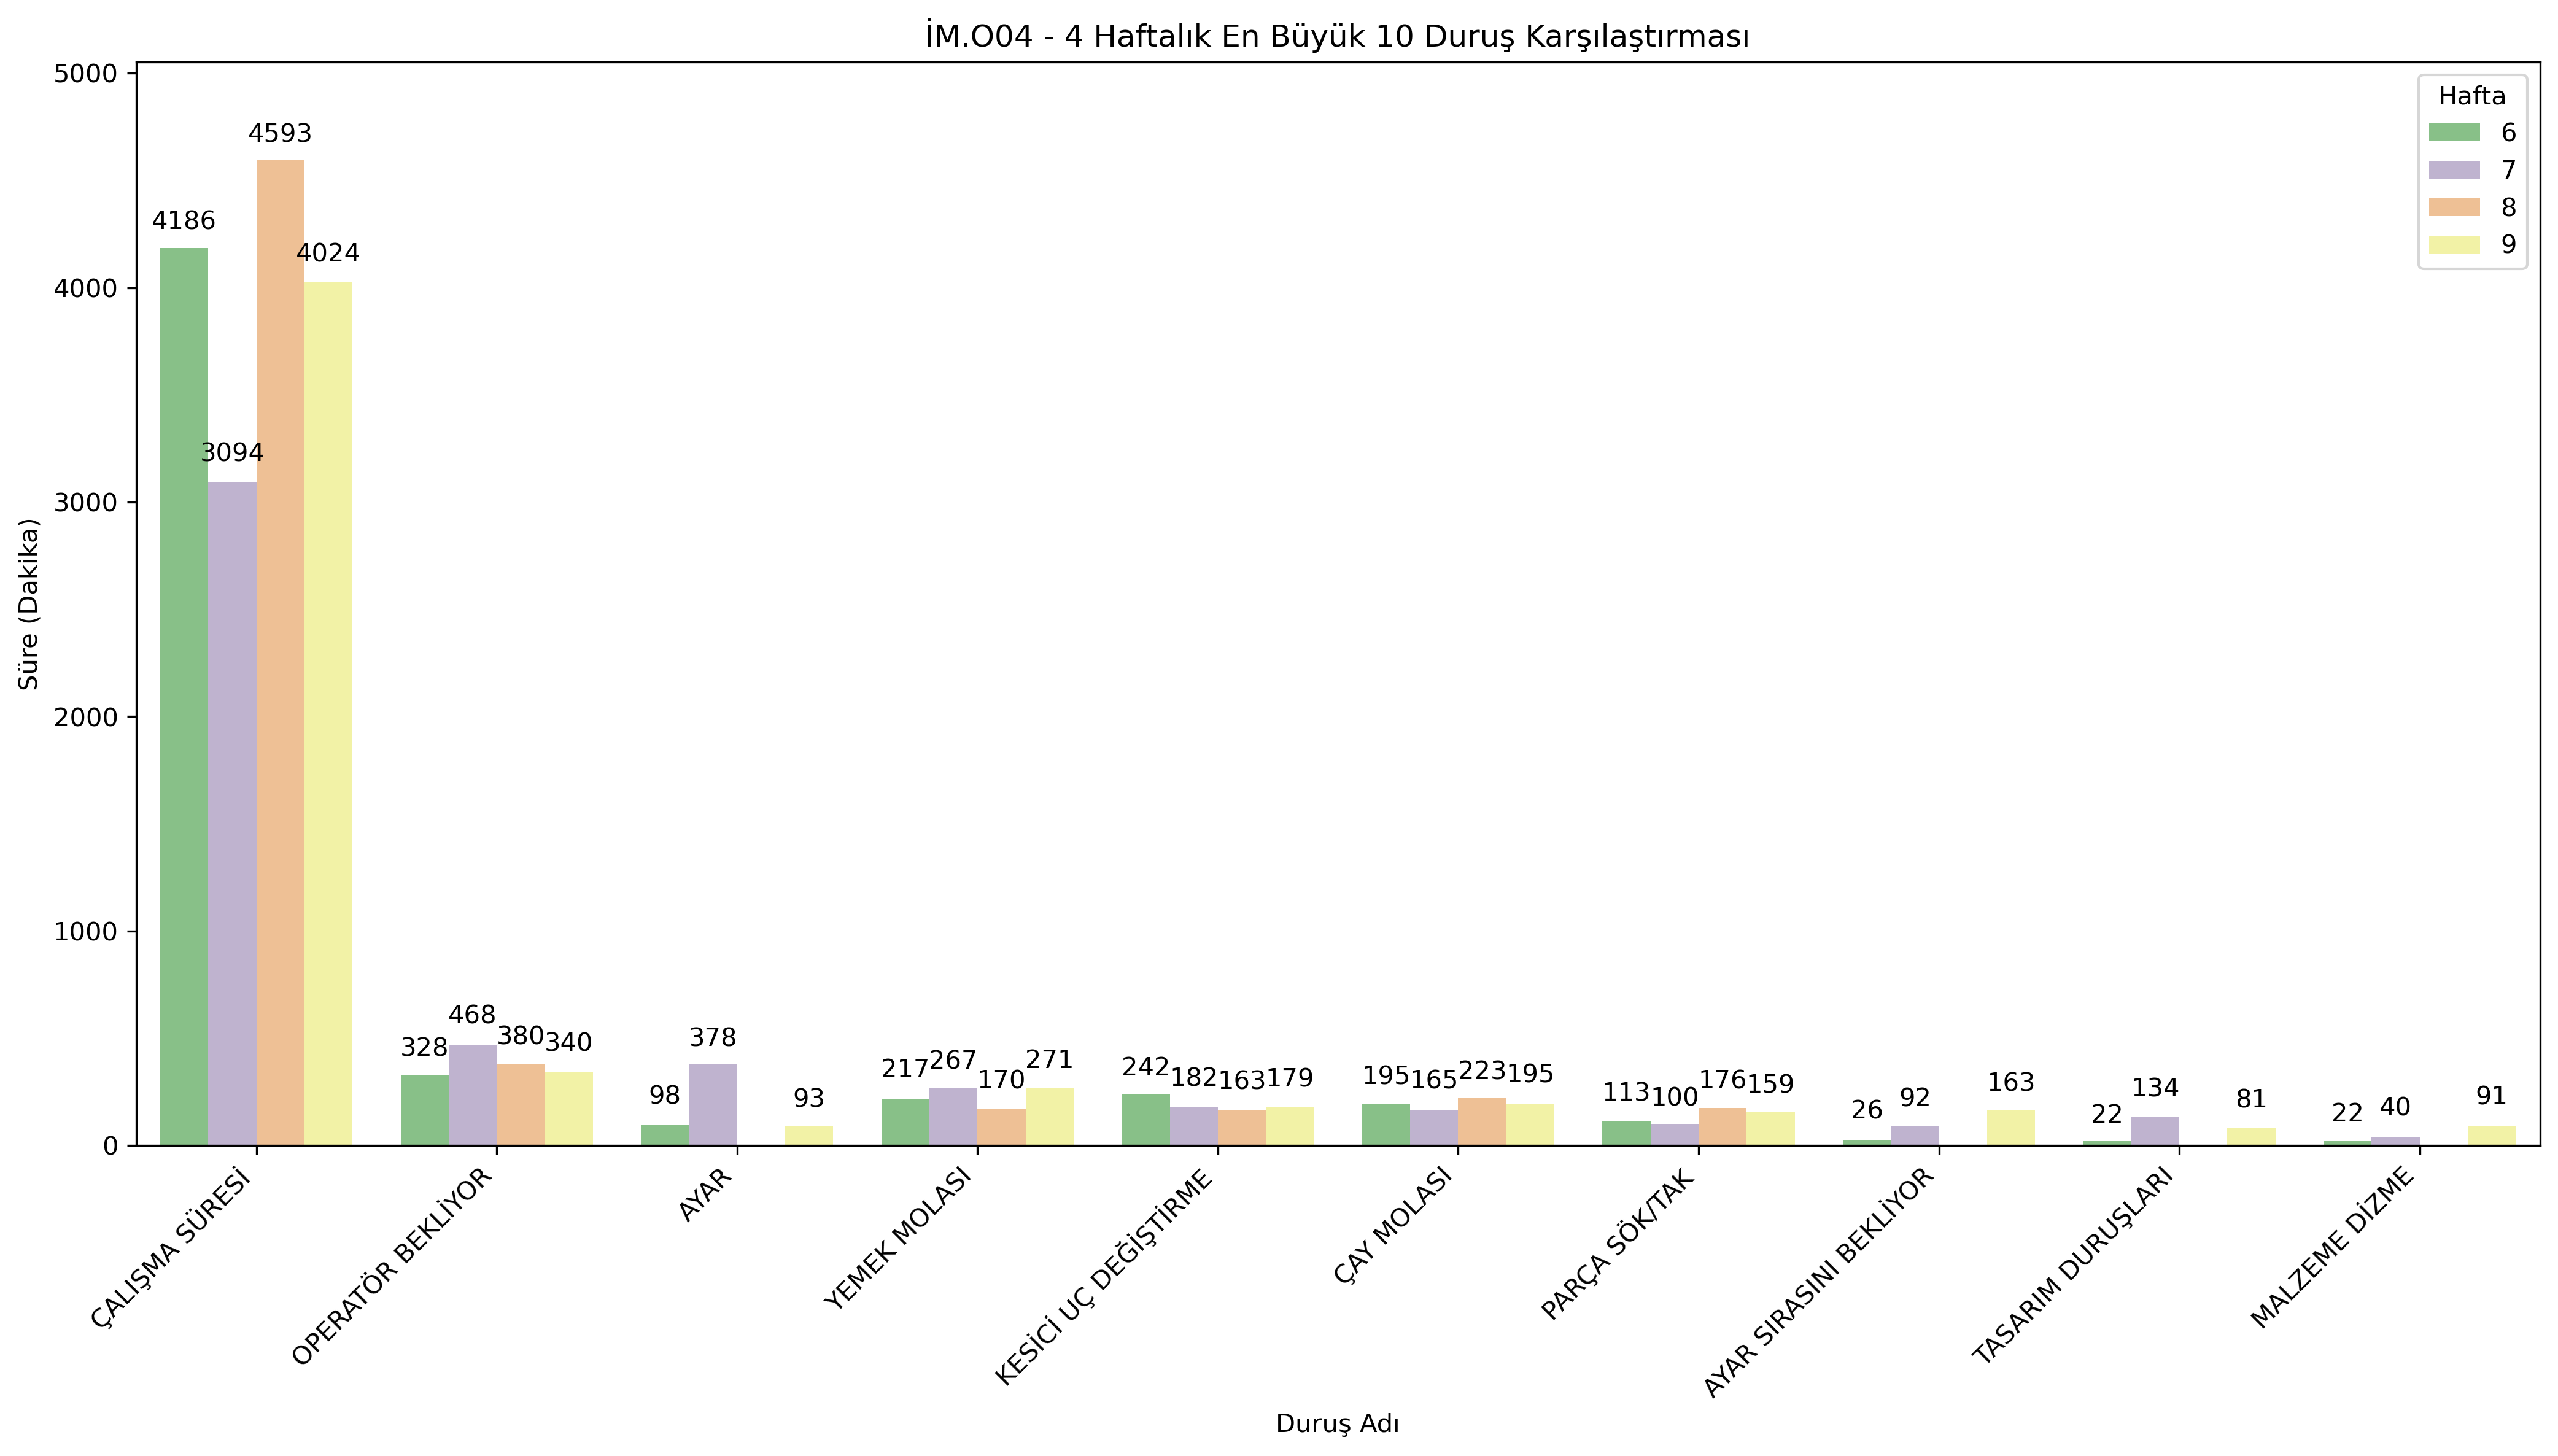 İM.O04 - 4 Haftalık En Büyük 10 Duruş Karşılaştırması
Süre (Dakika)
5000
4000
3000
2000
1000
0
Hafta
6
7
8
9
4186 3094 4593 4024
328 468 380 340
98 378 93
217 267 170 271
242 182 163 179
195 165 223 195
113 100 176 159
26 92 163
22 134 81
22 40 91
ÇALIŞMA SÜRESİ
OPERATÖR BEKLİYOR
AYAR
YEMEK MOLASI
KESİCİ UÇ DEĞİŞTİRME
ÇAY MOLASI
PARÇA SÖK/TAK
AYAR SIRASINI BEKLİYOR
TASARIM DURUŞLARI
MALZEME DİZME
Duruş Adı